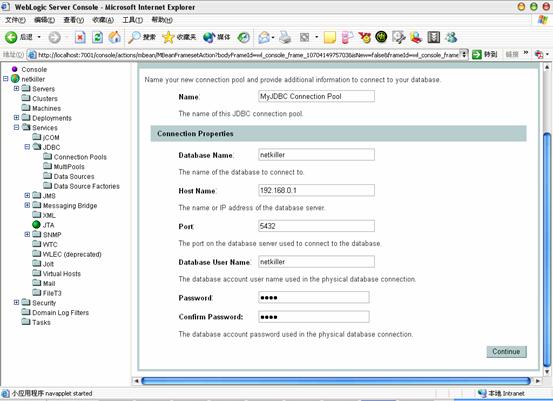 WebLogic Server Console - Microsoft Internet Explorer
文件(F) 编辑(E) 查看(V) 收藏(A) 工具(T) 帮助(H)
后退 搜索 收藏夹 媒体
地址(D) http://localhost:7001/console/actions/mbean/MBeanFramesetAction?bodyFrameId=wl_console_frame_1070414975703&isNew=false&frameId=wl_console_frame_ 转到 链接 »
Console
netkiller
Servers
Clusters
Machines
Deployments
Services
jCOM
JDBC
Connection Pools
MultiPools
Data Sources
Data Source Factories
JMS
Messaging Bridge
XML
JTA
SNMP
WTC
WLEC (deprecated)
Jolt
Virtual Hosts
Mail
FileT3
Security
Domain Log Filters
Tasks
Name your new connection pool and provide additional information to connect to your database.
Name: MyJDBC Connection Pool
The name of this JDBC connection pool.
Connection Properties
Database Name: netkiller
The name of the database to connect to.
Host Name: 192.168.0.1
The name or IP address of the database server.
Port 5432
The port on the database server used to connect to the database.
Database User Name: netkiller
The database account user name used in the physical database connection.
Password: ●●●●
Confirm Password: ●●●●
The database account password used in the physical database connection.
Continue
小应用程序 navapplet started 本地 Intranet